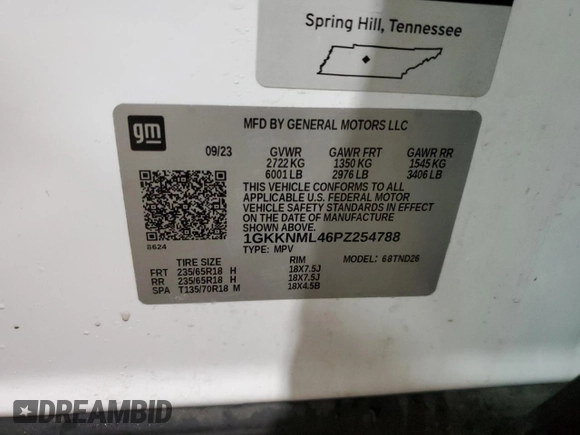 Spring Hill, Tennessee
gm
MFD BY GENERAL MOTORS LLC
09/23 GVWR GAWR FRT GAWR RR
2722 KG 1350 KG 1545 KG
6001 LB 2976 LB 3406 LB
THIS VEHICLE CONFORMS TO ALL
APPLICABLE U.S. FEDERAL MOTOR
VEHICLE SAFETY STANDARDS IN
EFFECT ON THE DATE OF MANUFACTURE
SHOWN ABOVE.
1GKKNML46PZ254788
8624 TYPE: MPV
TIRE SIZE RIM MODEL: 68TND26
FRT 235/65R18 H 18X7.5J
RR 235/65R18 H 18X7.5J
SPA T135/70R18 M 18X4.5B
DREAMBID